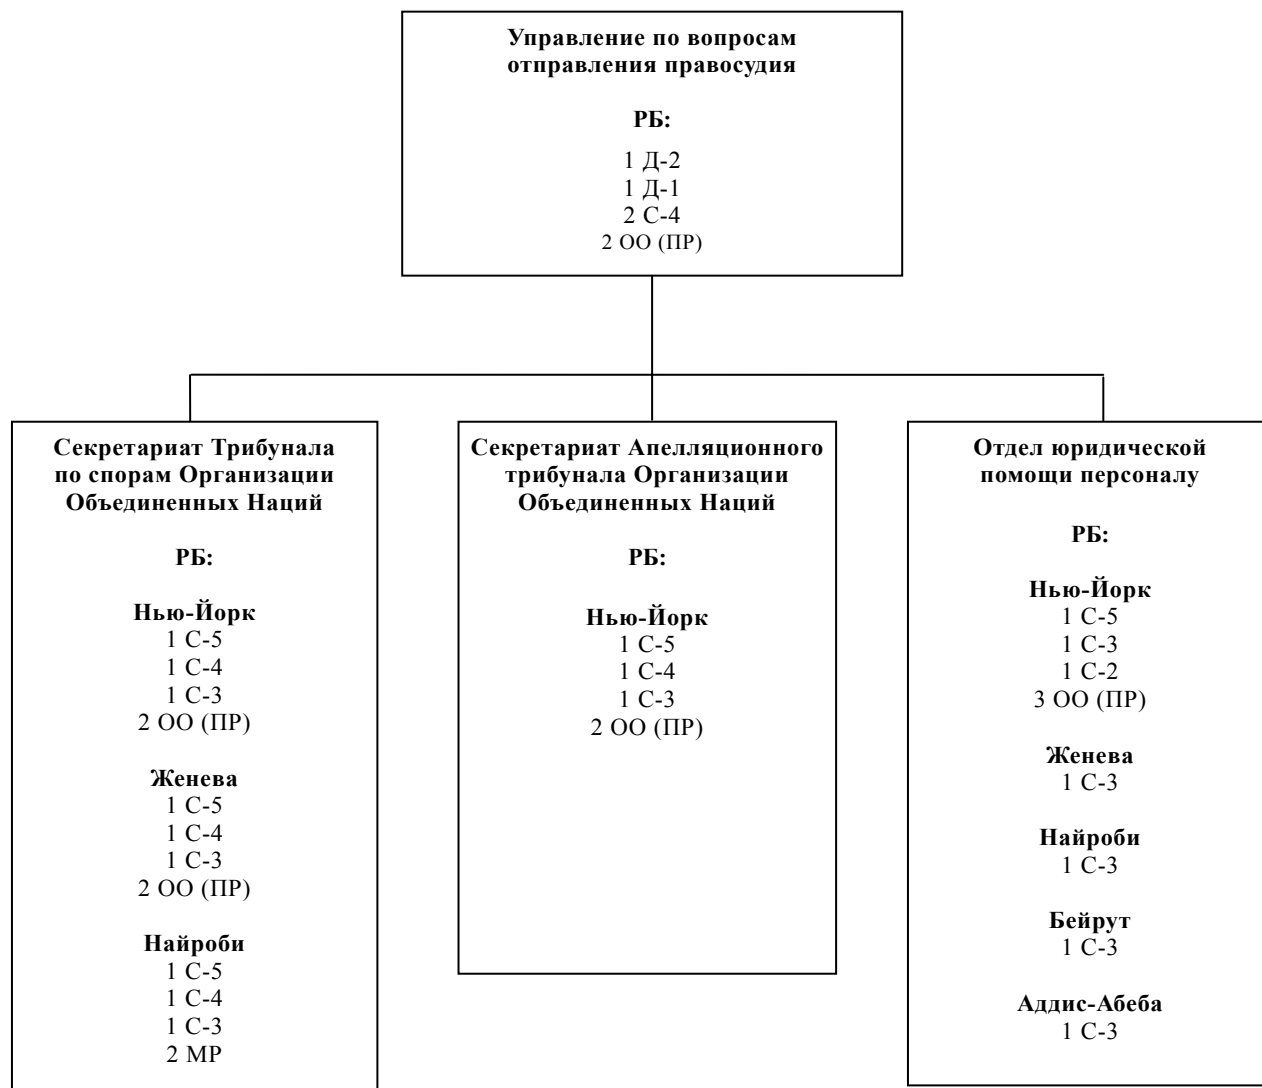 Управление по вопросам
отправления правосудия
РБ:
1 Д-2
1 Д-1
2 С-4
2 ОО (ПР)
Секретариат Трибунала
по спорам Организации
Объединенных Наций
РБ:
Нью-Йорк
1 С-5
1 С-4
1 С-3
2 ОО (ПР)
Женева
1 С-5
1 С-4
1 С-3
2 ОО (ПР)
Найроби
1 С-5
1 С-4
1 С-3
2 МР
Секретариат Апелляционного
трибунала Организации
Объединенных Наций
РБ:
Нью-Йорк
1 С-5
1 С-4
1 С-3
2 ОО (ПР)
Отдел юридической
помощи персоналу
РБ:
Нью-Йорк
1 С-5
1 С-3
1 С-2
3 ОО (ПР)
Женева
1 С-3
Найроби
1 С-3
Бейрут
1 С-3
Аддис-Абеба
1 С-3